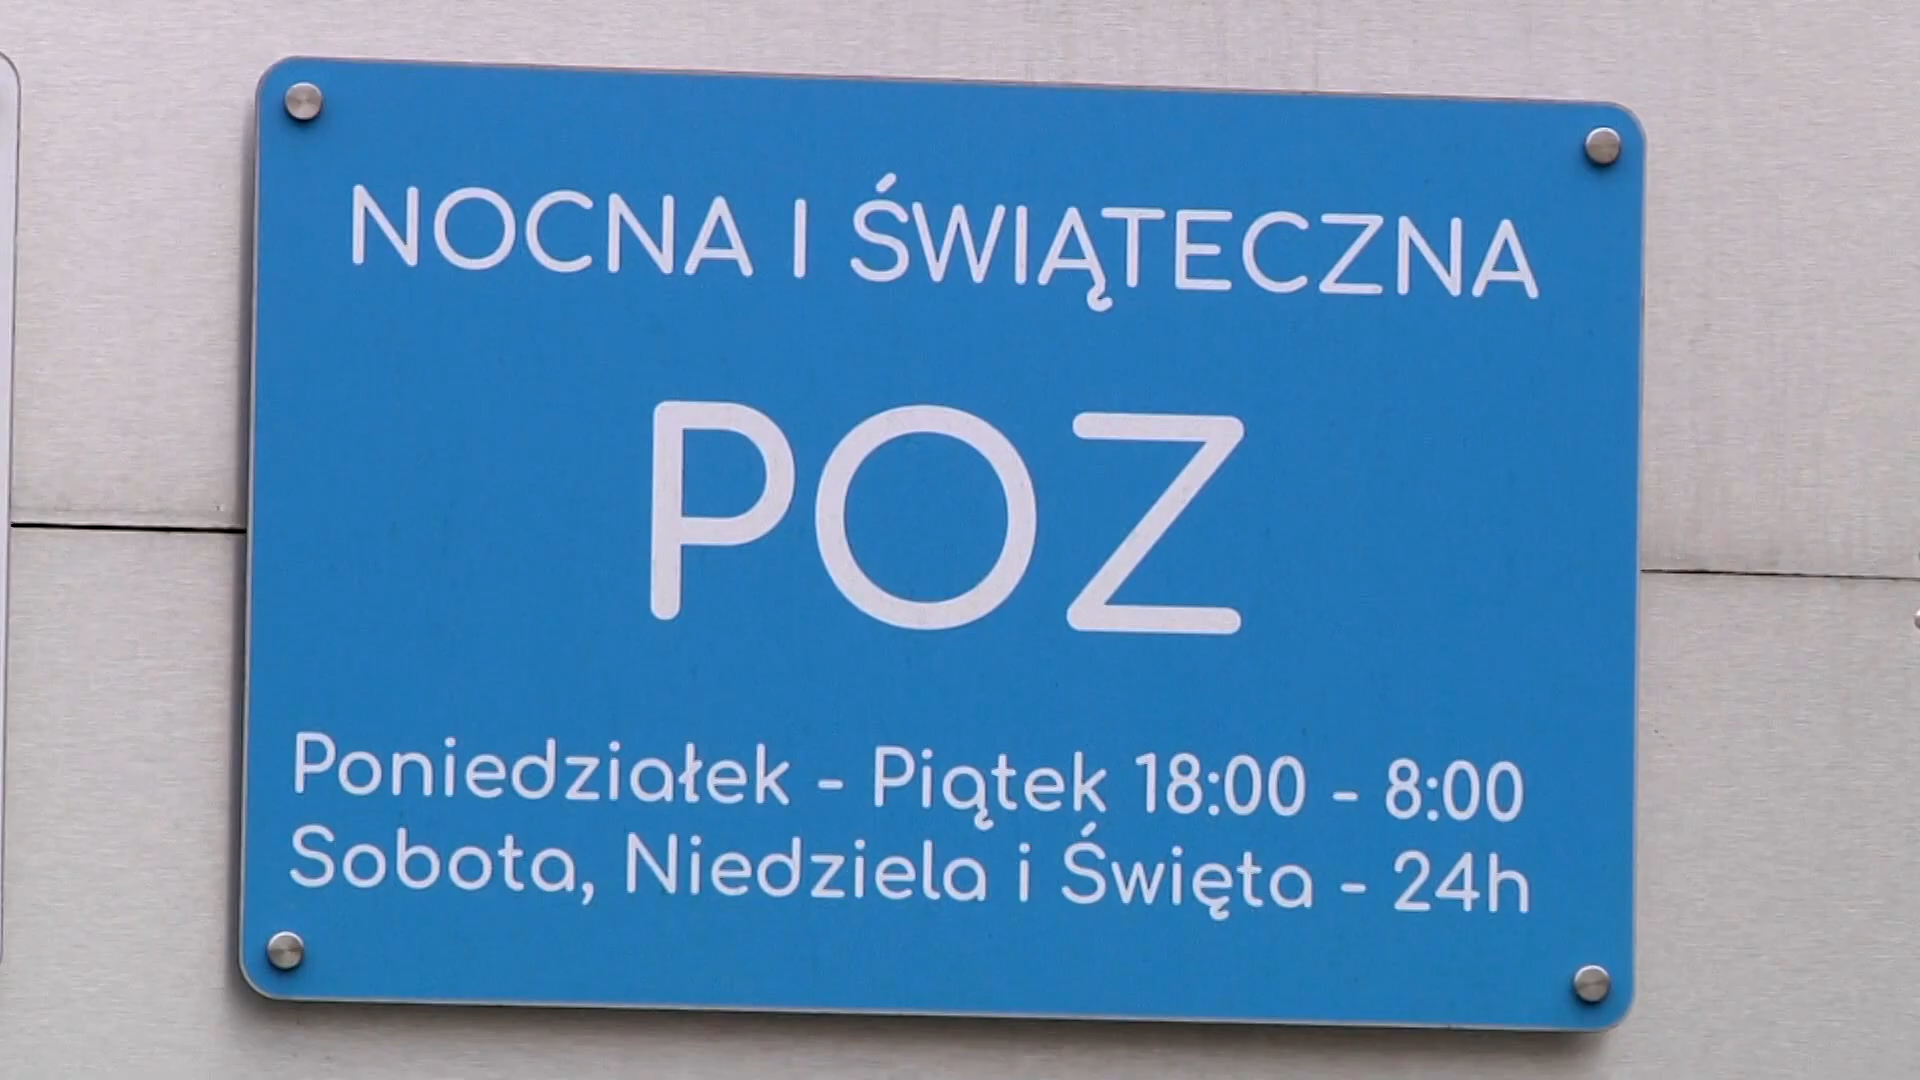 NOCNA I ŚWIĄTECZNA
POZ
Poniedziałek - Piątek 18:00 - 8:00
Sobota, Niedziela i Święta - 24h